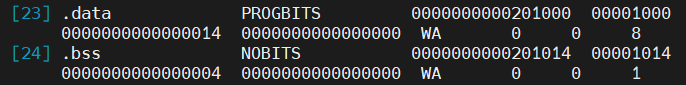 [23] .data PROGBITS 0000000000201000 00001000
0000000000000014 0000000000000000 WA 0 0 8
[24] .bss NOBITS 0000000000201014 00001014
0000000000000004 0000000000000000 WA 0 0 1